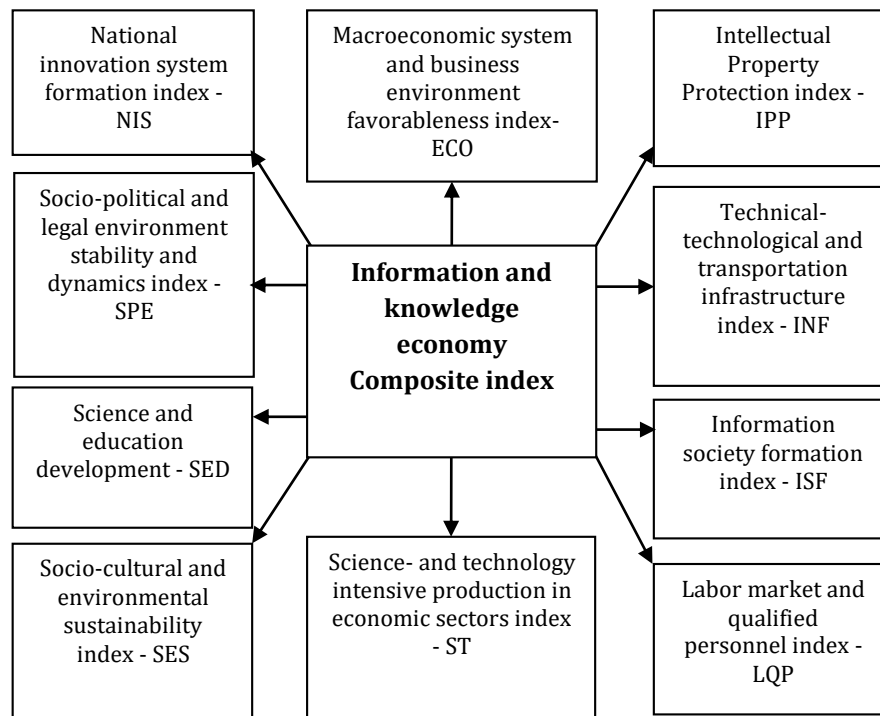 National
innovation system
formation index -
NIS
Macroeconomic system
and business
environment
favorableness index-
ECO
Intellectual
Property
Protection index -
IPP
Socio-political and
legal environment
stability and
dynamics index -
SPE
Information and
knowledge
economy
Composite index
Technical-
technological and
transportation
infrastructure
index - INF
Science and
education
development - SED
Information
society formation
index - ISF
Socio-cultural and
environmental
sustainability
index - SES
Science- and technology
intensive production in
economic sectors index
- ST
Labor market and
qualified
personnel index -
LQP